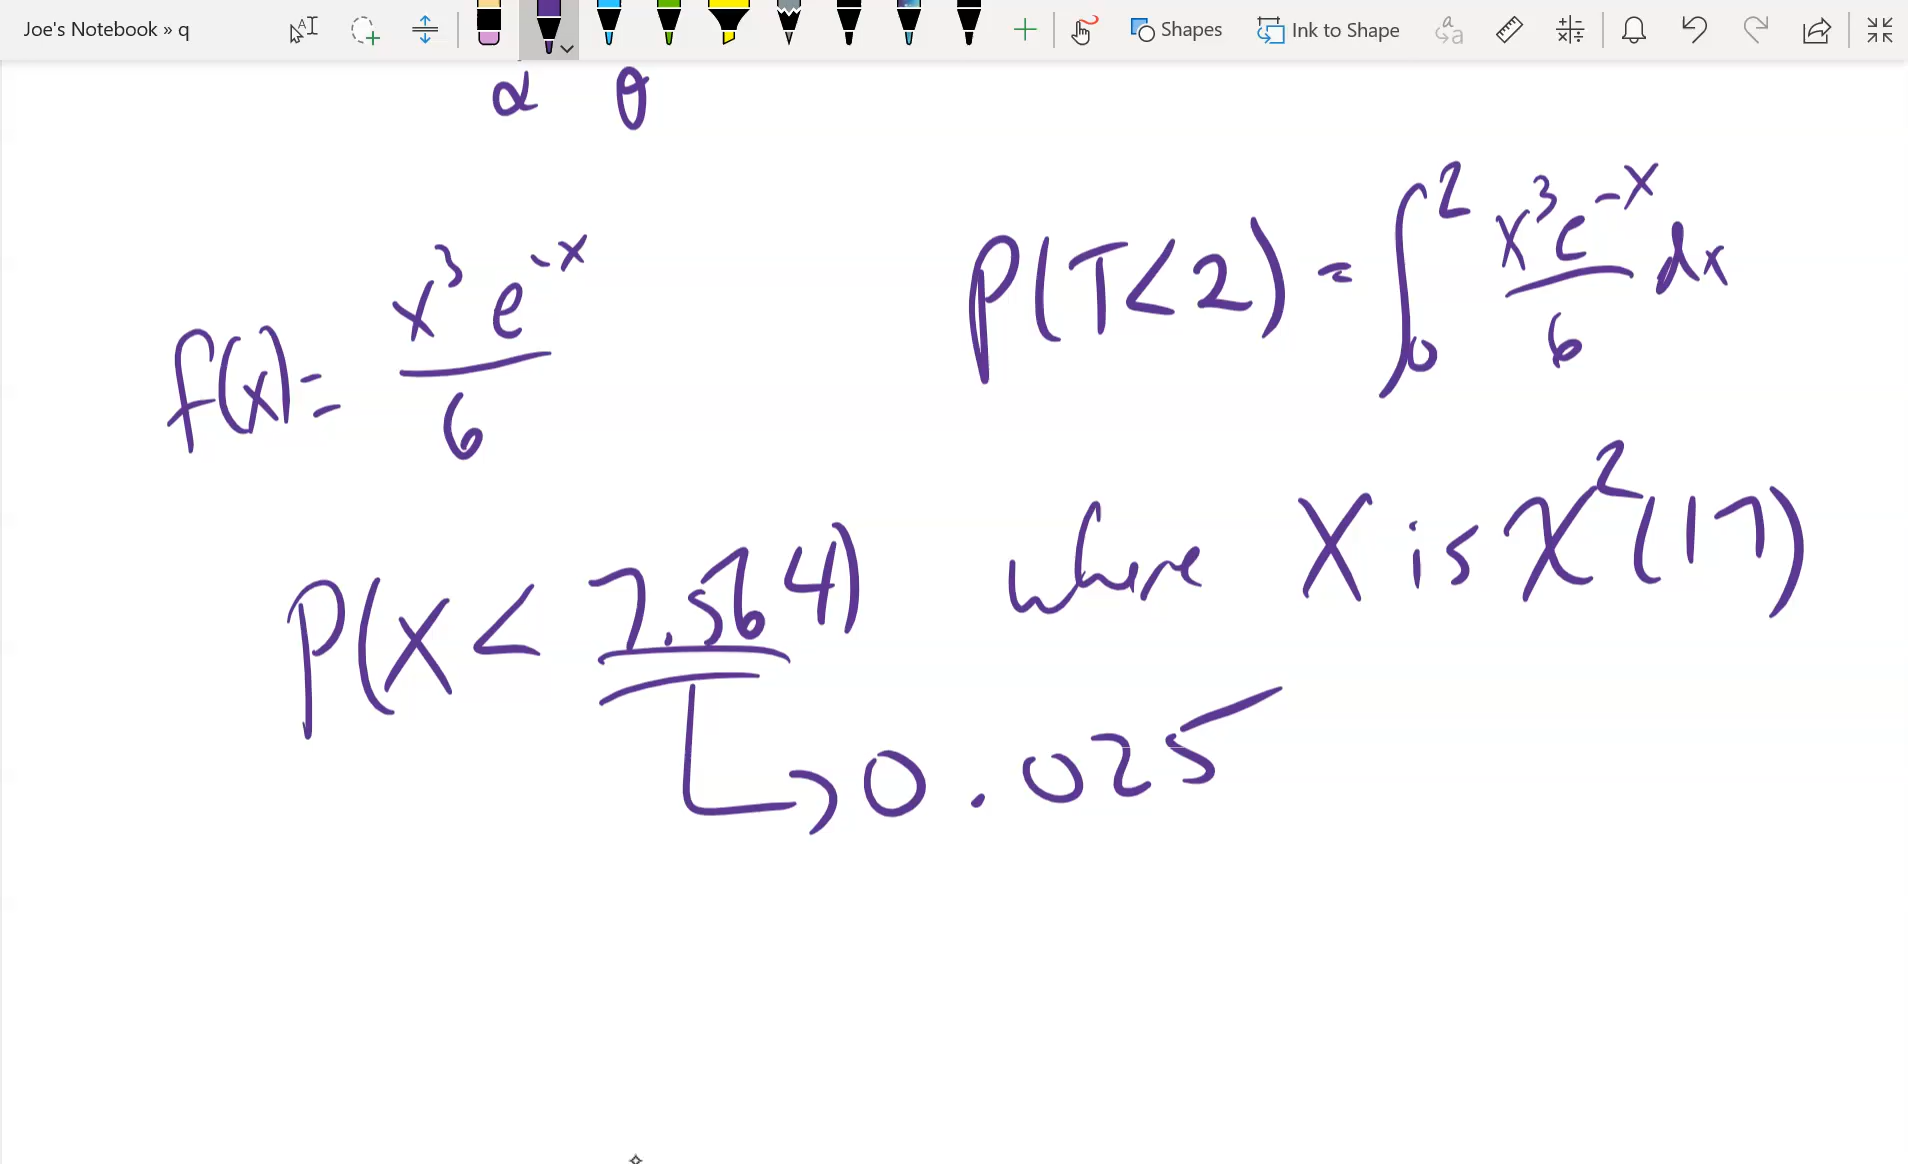 Joe's Notebook » q
Shapes
Ink to Shape
α θ
f(x) = x³ e⁻ˣ / 6
P(T<2) = ∫₀² x³e⁻ˣ / 6 dx
P(X < 7.564) where X is χ²(17)
↳ 0.025